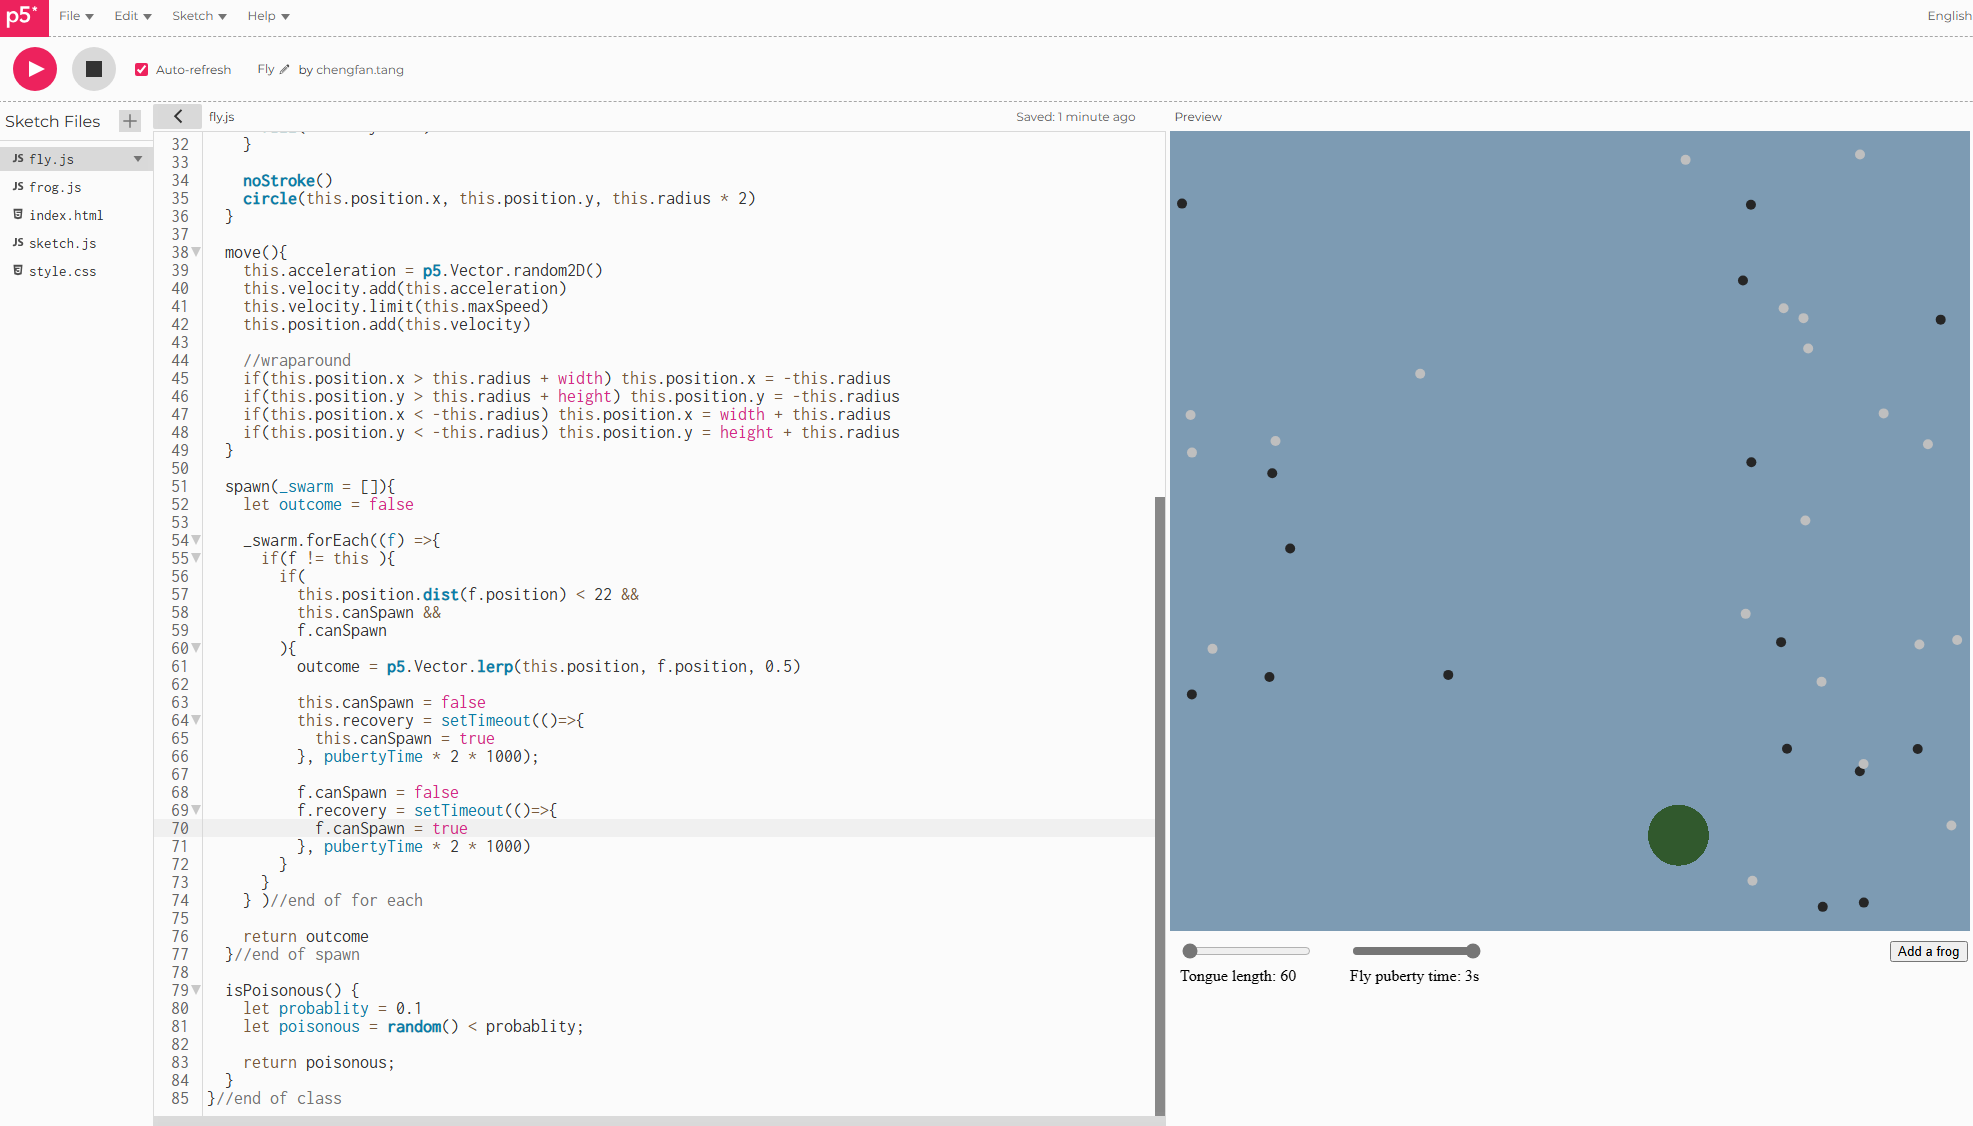 p5*
File
Edit
Sketch
Help
English
Auto-refresh
Fly
by chengfan.tang
Sketch Files
+
fly.js
Saved: 1 minute ago
Preview
JS fly.js
JS frog.js
index.html
JS sketch.js
style.css
32     }
33
34     noStroke()
35     circle(this.position.x, this.position.y, this.radius * 2)
36   }
37
38   move(){
39     this.acceleration = p5.Vector.random2D()
40     this.velocity.add(this.acceleration)
41     this.velocity.limit(this.maxSpeed)
42     this.position.add(this.velocity)
43
44     //wraparound
45     if(this.position.x > this.radius + width) this.position.x = -this.radius
46     if(this.position.y > this.radius + height) this.position.y = -this.radius
47     if(this.position.x < -this.radius) this.position.x = width + this.radius
48     if(this.position.y < -this.radius) this.position.y = height + this.radius
49   }
50
51   spawn(_swarm = []){
52     let outcome = false
53
54     _swarm.forEach((f) =>{
55       if(f != this ){
56         if(
57           this.position.dist(f.position) < 22 &&
58           this.canSpawn &&
59           f.canSpawn
60         ){
61           outcome = p5.Vector.lerp(this.position, f.position, 0.5)
62
63           this.canSpawn = false
64           this.recovery = setTimeout(()=>{
65             this.canSpawn = true
66           }, pubertyTime * 2 * 1000);
67
68           f.canSpawn = false
69           f.recovery = setTimeout(()=>{
70             f.canSpawn = true
71           }, pubertyTime * 2 * 1000)
72         }
73       }
74     } )//end of for each
75
76     return outcome
77   }//end of spawn
78
79   isPoisonous() {
80     let probablity = 0.1
81     let poisonous = random() < probablity;
82
83     return poisonous;
84   }
85 }//end of class
Tongue length: 60
Fly puberty time: 3s
Add a frog